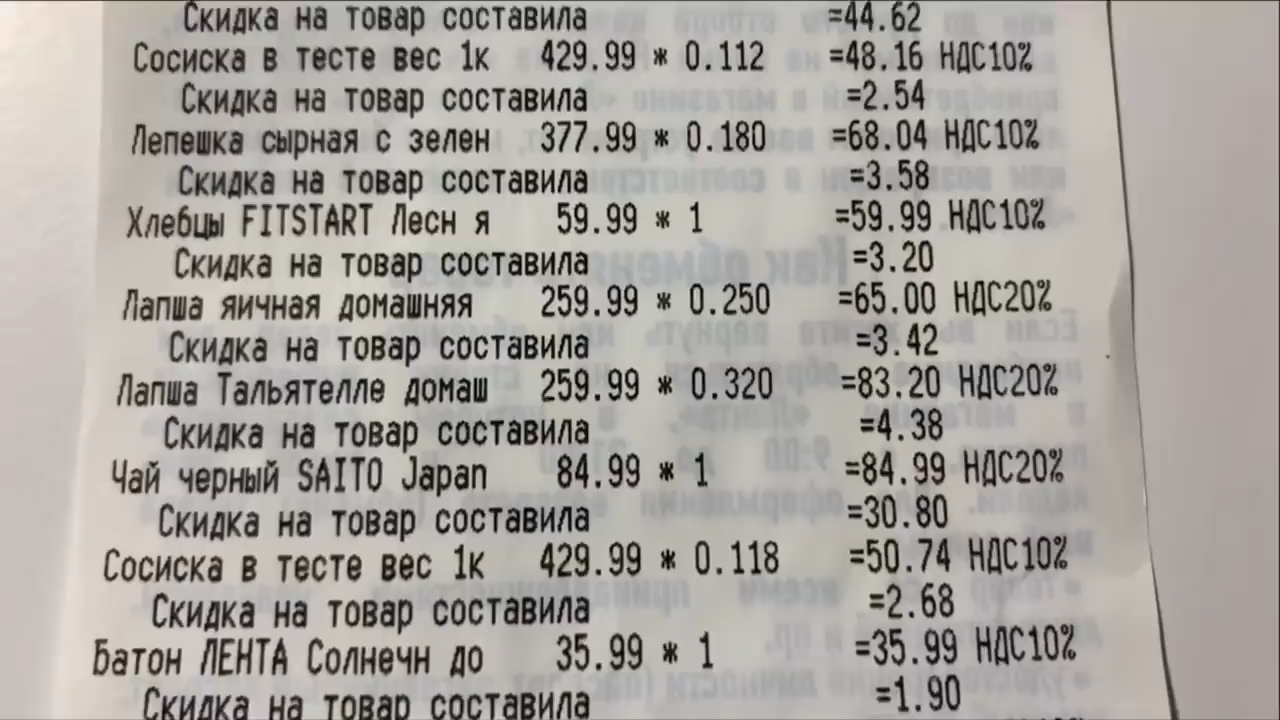 Скидка на товар составила =44.62
Сосиска в тесте вес 1к 429.99 * 0.112 =48.16 НДС10%
Скидка на товар составила =2.54
Лепешка сырная с зелен 377.99 * 0.180 =68.04 НДС10%
Скидка на товар составила =3.58
Хлебцы FITSTART Лесн я 59.99 * 1 =59.99 НДС10%
Скидка на товар составила =3.20
Лапша яичная домашняя 259.99 * 0.250 =65.00 НДС20%
Скидка на товар составила =3.42
Лапша Тальятелле домаш 259.99 * 0.320 =83.20 НДС20%
Скидка на товар составила =4.38
Чай черный SAITO Japan 84.99 * 1 =84.99 НДС20%
Скидка на товар составила =30.80
Сосиска в тесте вес 1к 429.99 * 0.118 =50.74 НДС10%
Скидка на товар составила =2.68
Батон ЛЕНТА Солнечн до 35.99 * 1 =35.99 НДС10%
Скидка на товар составила =1.90